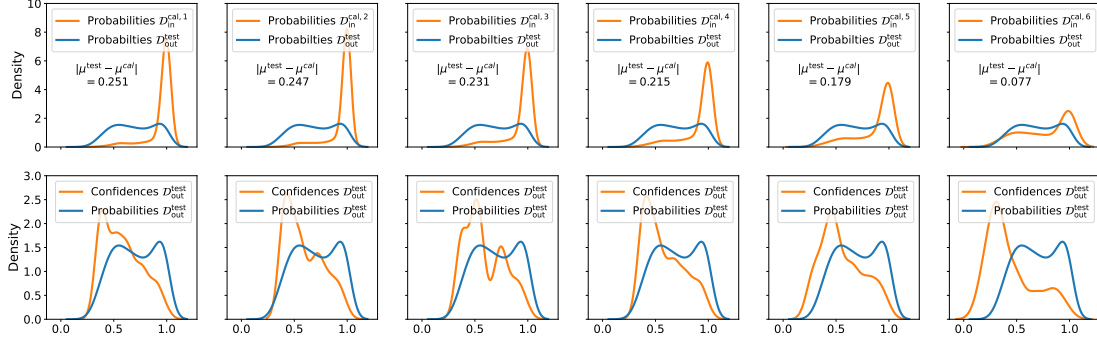 10
8
6
4
2
0
Density
Probabilities 𝒟_in^cal, 1
Probabilties 𝒟_out^test
|μ^test − μ^cal|
= 0.251
Probabilities 𝒟_in^cal, 2
Probabilties 𝒟_out^test
|μ^test − μ^cal|
= 0.247
Probabilities 𝒟_in^cal, 3
Probabilties 𝒟_out^test
|μ^test − μ^cal|
= 0.231
Probabilities 𝒟_in^cal, 4
Probabilties 𝒟_out^test
|μ^test − μ^cal|
= 0.215
Probabilities 𝒟_in^cal, 5
Probabilties 𝒟_out^test
|μ^test − μ^cal|
= 0.179
Probabilities 𝒟_in^cal, 6
Probabilties 𝒟_out^test
|μ^test − μ^cal|
= 0.077
3.0
2.5
2.0
1.5
1.0
0.5
0.0
Density
Confidences 𝒟_out^test
Probabilities 𝒟_out^test
Confidences 𝒟_out^test
Probabilities 𝒟_out^test
Confidences 𝒟_out^test
Probabilities 𝒟_out^test
Confidences 𝒟_out^test
Probabilities 𝒟_out^test
Confidences 𝒟_out^test
Probabilities 𝒟_out^test
Confidences 𝒟_out^test
Probabilities 𝒟_out^test
0.0 0.5 1.0
0.0 0.5 1.0
0.0 0.5 1.0
0.0 0.5 1.0
0.0 0.5 1.0
0.0 0.5 1.0